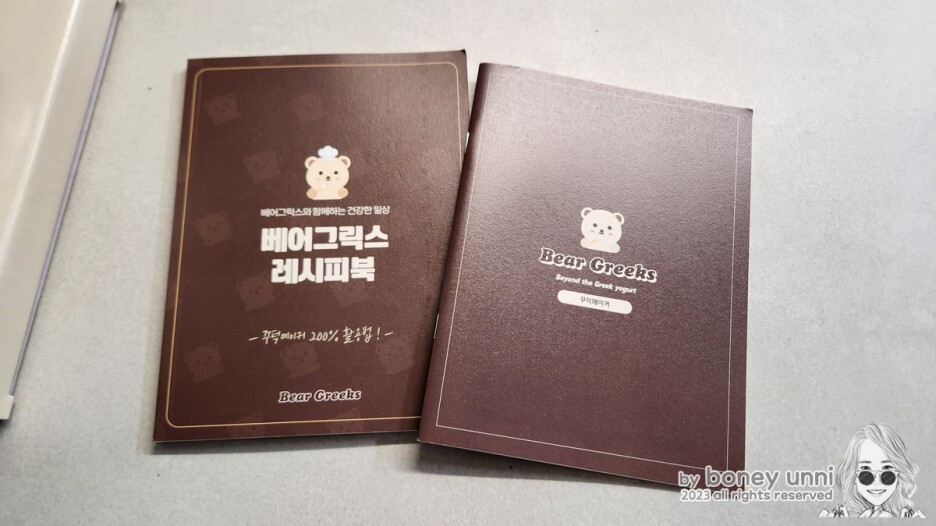 베어그릭스와 함께하는 건강한 일상
베어그릭스
레시피북
- 꾸덕메이커 200% 활용법! -
Bear Greeks
Bear Greeks
Beyond the Greek yogurt
꾸덕메이커
by boney unni
2023 all rights reserved